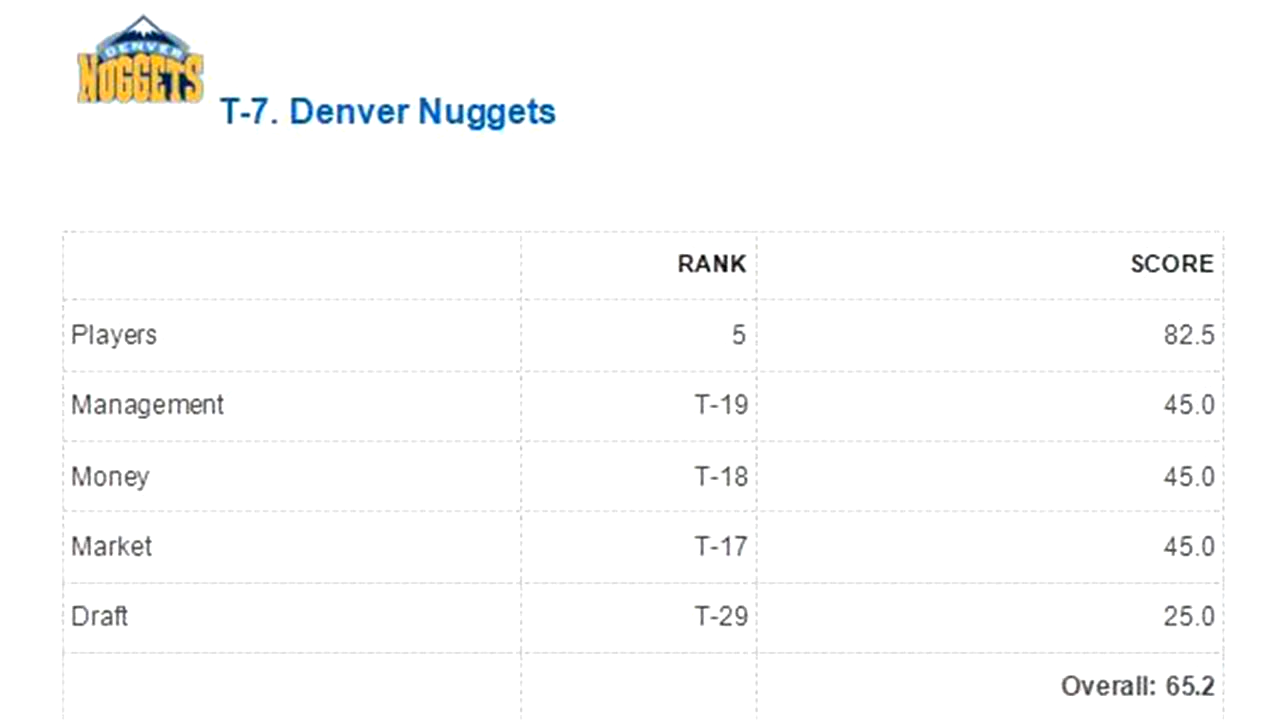 DENVER
NUGGETS
T-7. Denver Nuggets
RANK SCORE
Players 5 82.5
Management T-19 45.0
Money T-18 45.0
Market T-17 45.0
Draft T-29 25.0
Overall: 65.2